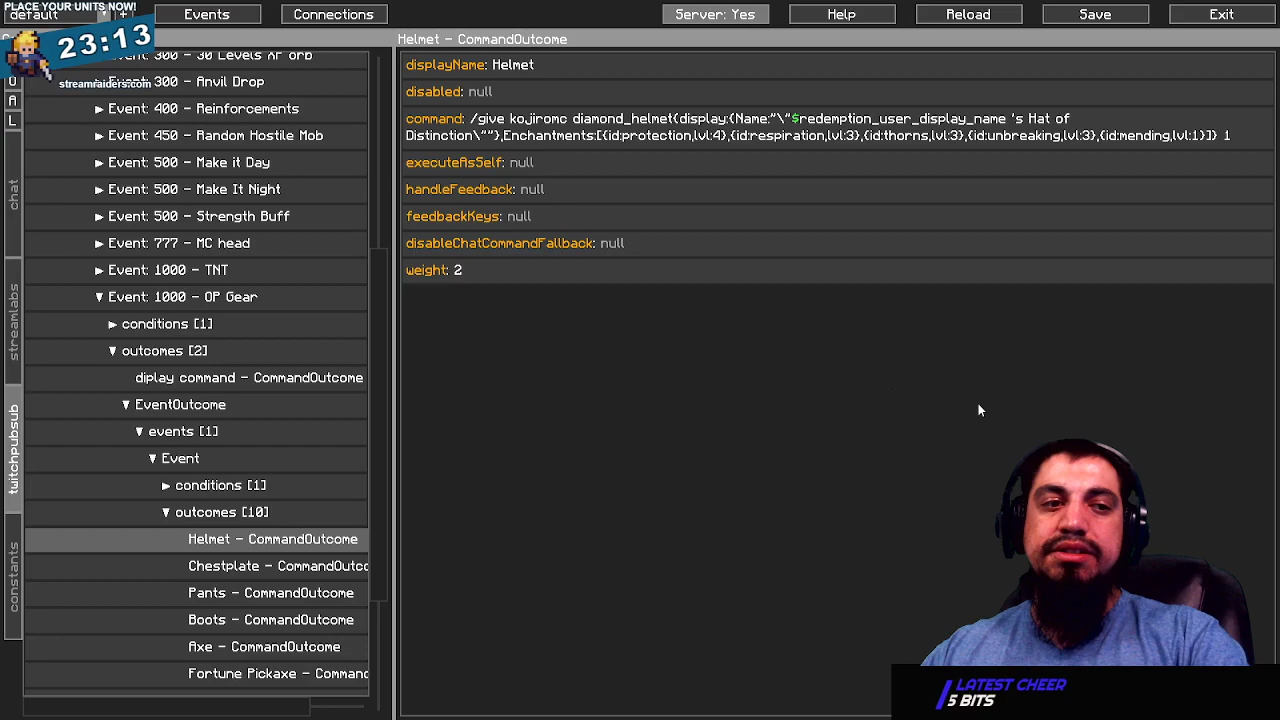 PLACE YOUR UNITS NOW!
default
+
Events
Connections
Server: Yes
Help
Reload
Save
Exit
23:13
streamraiders.com
Helmet - CommandOutcome
A
L
chat
streamlabs
twitchpubsub
constants
Event: 300 - 30 Levels XP orb
Event: 300 - Anvil Drop
Event: 400 - Reinforcements
Event: 450 - Random Hostile Mob
Event: 500 - Make it Day
Event: 500 - Make It Night
Event: 500 - Strength Buff
Event: 777 - MC head
Event: 1000 - TNT
Event: 1000 - OP Gear
conditions [1]
outcomes [2]
diplay command - CommandOutcome
EventOutcome
events [1]
Event
conditions [1]
outcomes [10]
Helmet - CommandOutcome
Chestplate - CommandOutco
Pants - CommandOutcome
Boots - CommandOutcome
Axe - CommandOutcome
Fortune Pickaxe - Command
displayName: Helmet
disabled: null
command: /give kojiromc diamond_helmet{display:{Name:"\"$redemption_user_display_name 's Hat of
Distinction\""},Enchantments:[{id:protection,lvl:4},{id:respiration,lvl:3},{id:thorns,lvl:3},{id:unbreaking,lvl:3},{id:mending,lvl:1}]} 1
executeAsSelf: null
handleFeedback: null
feedbackKeys: null
disableChatCommandFallback: null
weight: 2
LATEST CHEER
5 BITS